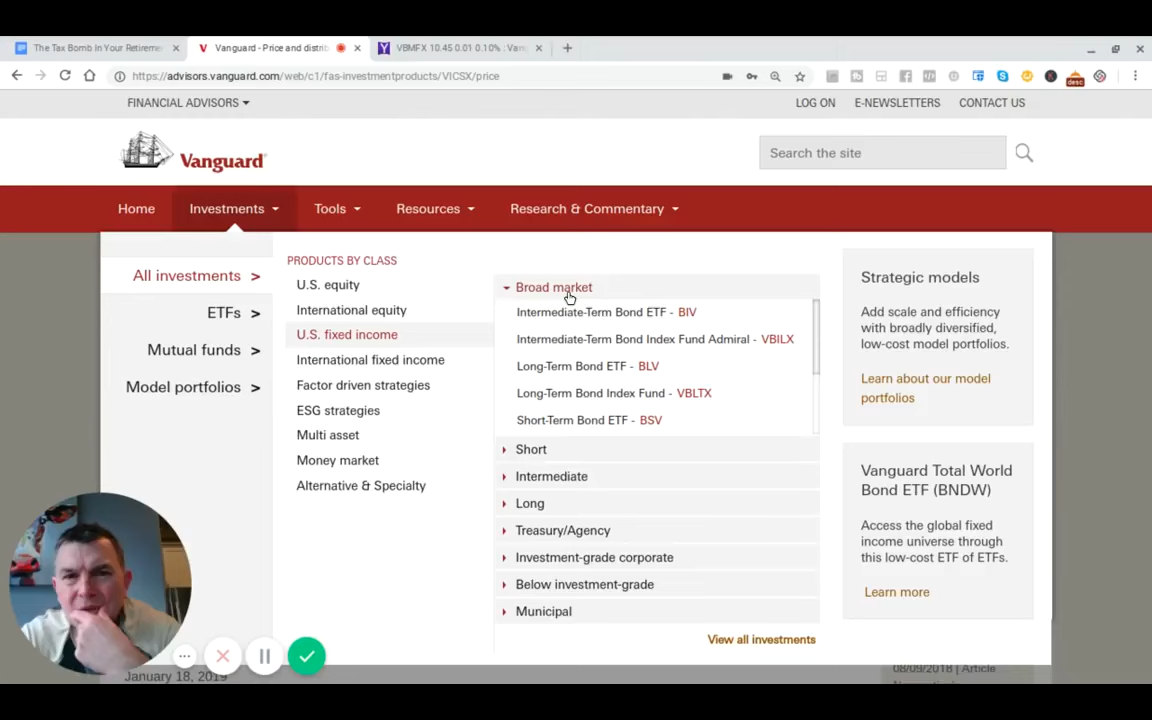 The Tax Bomb In Your Retireme
Vanguard - Price and distrib
VBMFX 10.45 0.01 0.10% : Van
https://advisors.vanguard.com/web/c1/fas-investmentproducts/VICSX/price
desc
FINANCIAL ADVISORS
LOG ON
E-NEWSLETTERS
CONTACT US
Vanguard
Search the site
Home
Investments
Tools
Resources
Research & Commentary
All investments >
ETFs >
Mutual funds >
Model portfolios >
PRODUCTS BY CLASS
U.S. equity
International equity
U.S. fixed income
International fixed income
Factor driven strategies
ESG strategies
Multi asset
Money market
Alternative & Specialty
Broad market
Intermediate-Term Bond ETF - BIV
Intermediate-Term Bond Index Fund Admiral - VBILX
Long-Term Bond ETF - BLV
Long-Term Bond Index Fund - VBLTX
Short-Term Bond ETF - BSV
Short
Intermediate
Long
Treasury/Agency
Investment-grade corporate
Below investment-grade
Municipal
View all investments
Strategic models
Add scale and efficiency
with broadly diversified,
low-cost model portfolios.
Learn about our model
portfolios
Vanguard Total World
Bond ETF (BNDW)
Access the global fixed
income universe through
this low-cost ETF of ETFs.
Learn more
January 18, 2019
08/09/2018 | Article